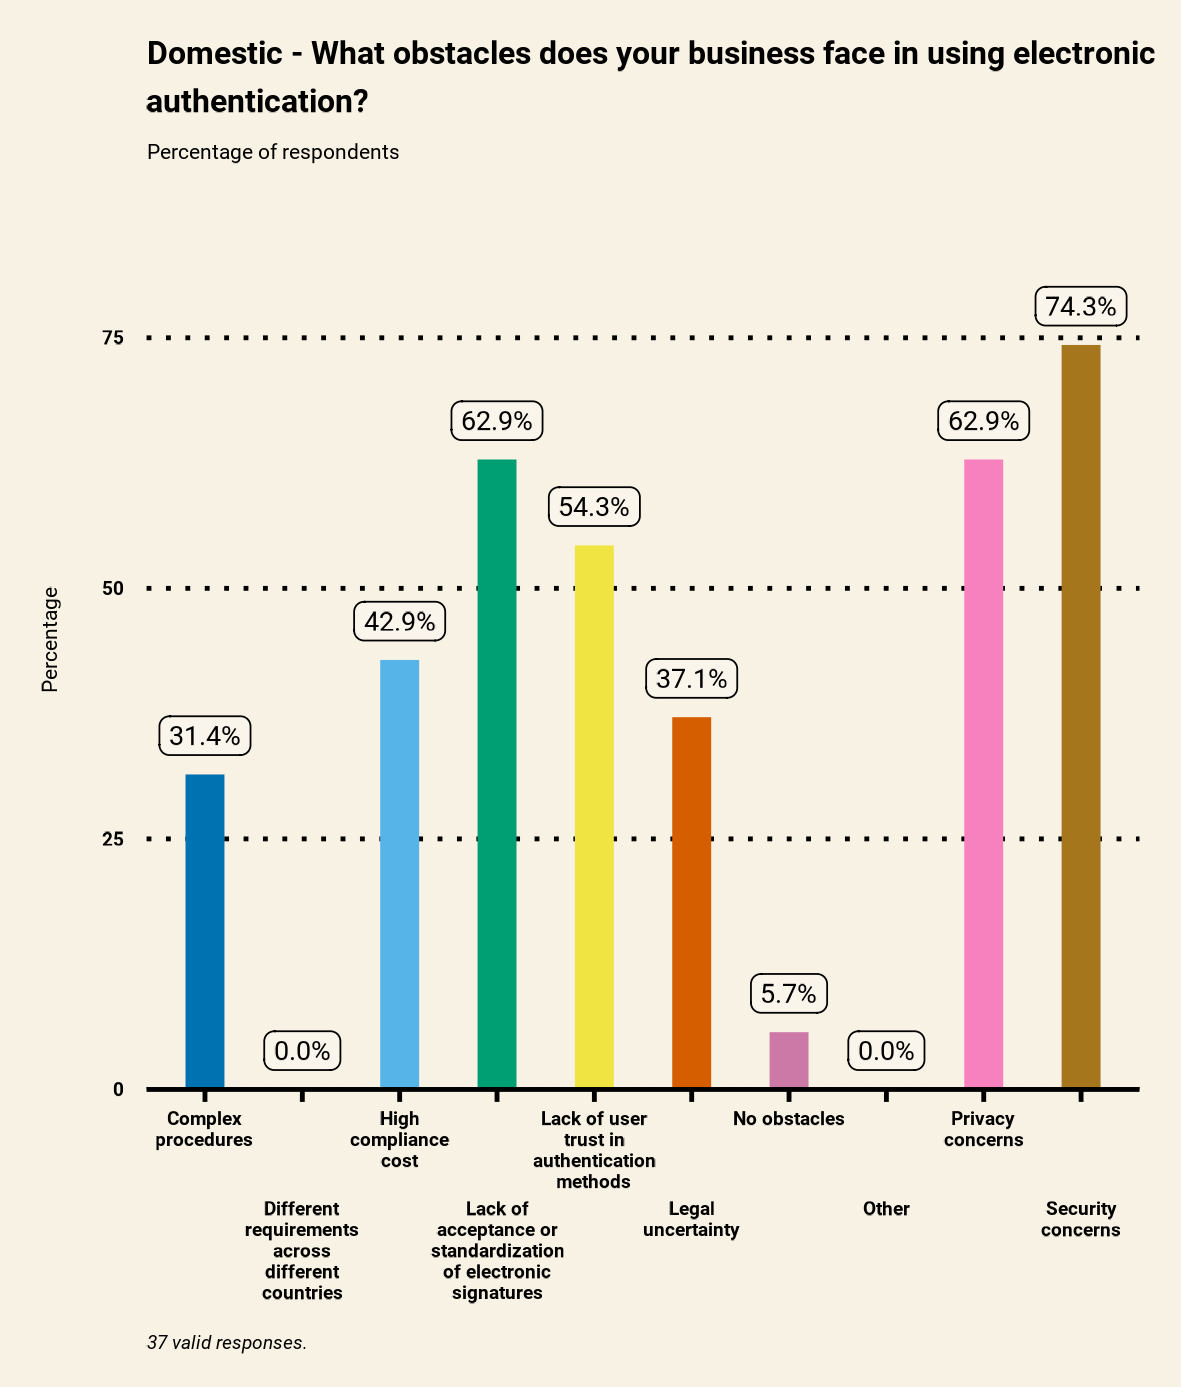 Domestic - What obstacles does your business face in using electronic
authentication?
Percentage of respondents
Percentage
75
50
25
0
31.4%
0.0%
42.9%
62.9%
54.3%
37.1%
5.7%
0.0%
62.9%
74.3%
Complex
procedures
Different
requirements
across
different
countries
High
compliance
cost
Lack of
acceptance or
standardization
of electronic
signatures
Lack of user
trust in
authentication
methods
Legal
uncertainty
No obstacles
Other
Privacy
concerns
Security
concerns
37 valid responses.